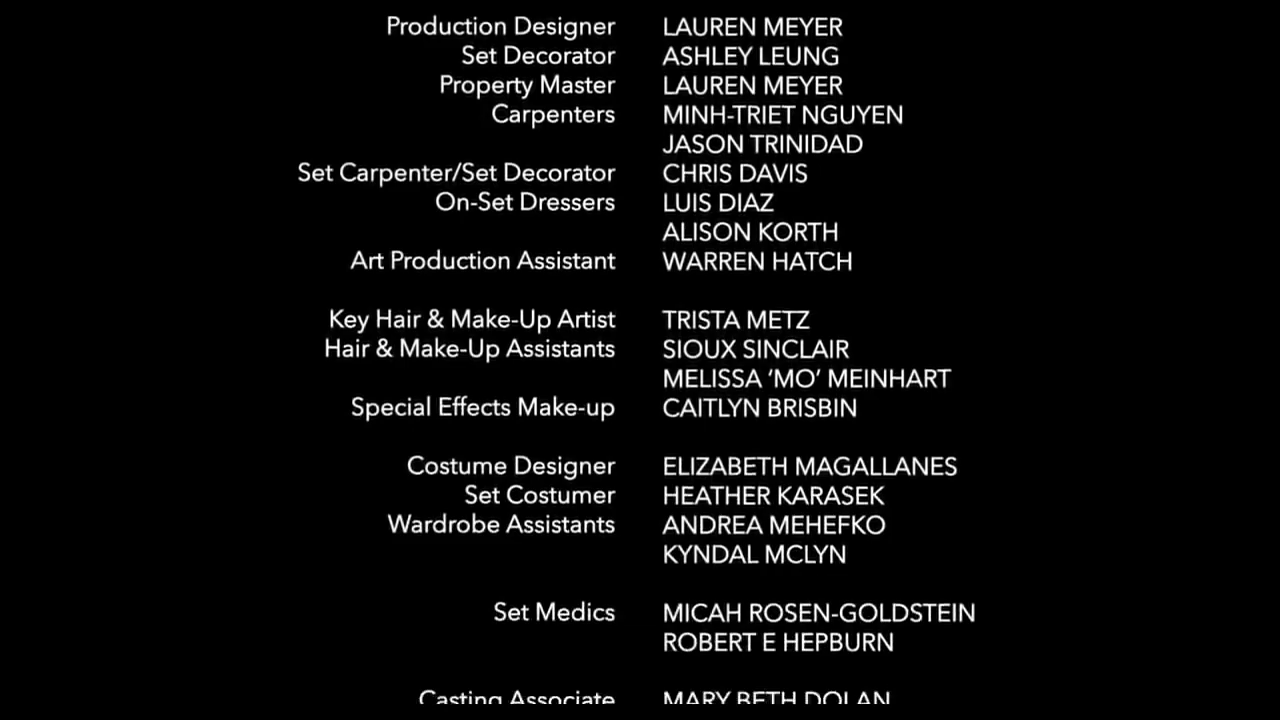 Production Designer LAUREN MEYER
Set Decorator ASHLEY LEUNG
Property Master LAUREN MEYER
Carpenters MINH-TRIET NGUYEN
JASON TRINIDAD
Set Carpenter/Set Decorator CHRIS DAVIS
On-Set Dressers LUIS DIAZ
ALISON KORTH
Art Production Assistant WARREN HATCH
Key Hair & Make-Up Artist TRISTA METZ
Hair & Make-Up Assistants SIOUX SINCLAIR
MELISSA ‘MO’ MEINHART
Special Effects Make-up CAITLYN BRISBIN
Costume Designer ELIZABETH MAGALLANES
Set Costumer HEATHER KARASEK
Wardrobe Assistants ANDREA MEHEFKO
KYNDAL MCLYN
Set Medics MICAH ROSEN-GOLDSTEIN
ROBERT E HEPBURN
Casting Associate MARY BETH DOLAN